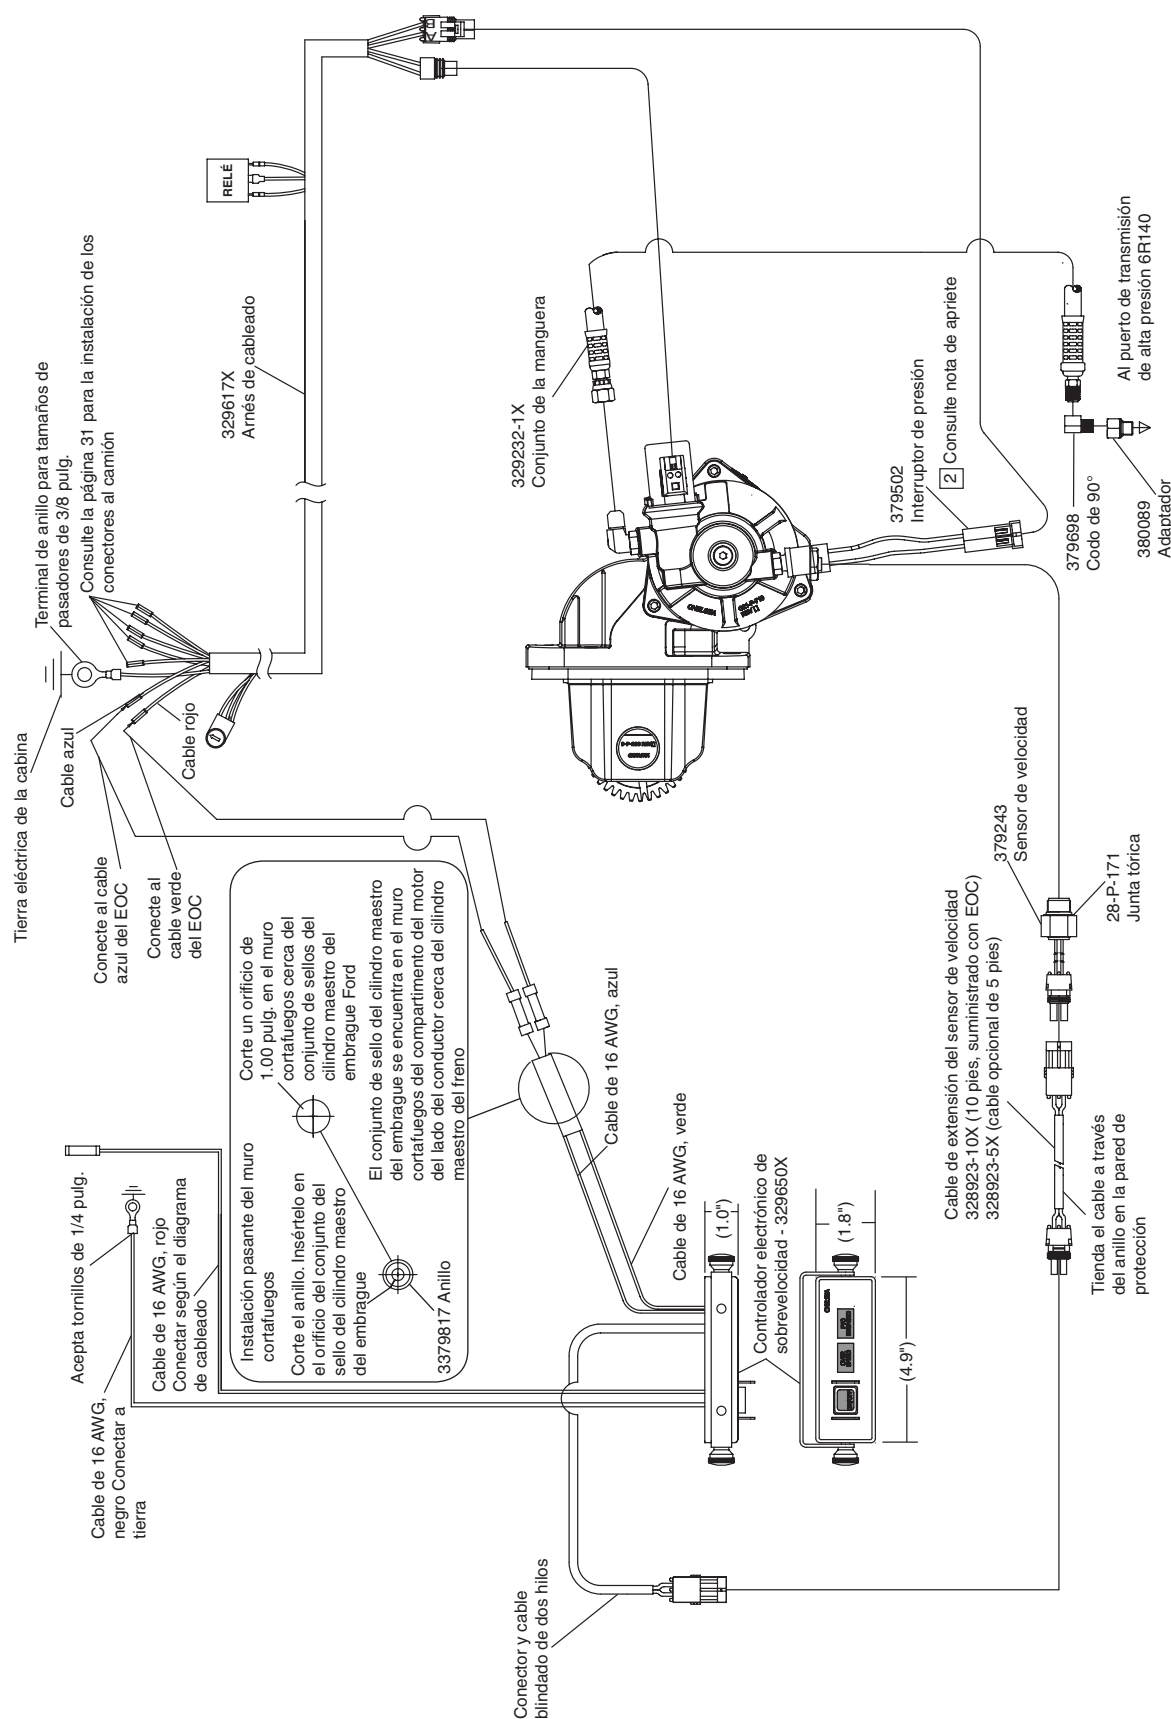 Tierra eléctrica de la cabina
Terminal de anillo para tamaños de
pasadores de 3/8 pulg.
Consulte la página 31 para la instalación de los
conectores al camión
Cable azul
Cable rojo
329617X
Arnés de cableado
RELÉ
Conecte al cable
azul del EOC
Conecte al
cable verde
del EOC
Acepta tornillos de 1/4 pulg.
Cable de 16 AWG,
negro Conectar a
tierra
Cable de 16 AWG, rojo
Conectar según el diagrama
de cableado
Instalación pasante del muro
cortafuegos
Corte un orificio de
1.00 pulg. en el muro
cortafuegos cerca del
conjunto de sellos del
cilindro maestro del
embrague Ford
Corte el anillo. Insértelo en
el orificio del conjunto del
sello del cilindro maestro
del embrague
3379817 Anillo
El conjunto de sello del cilindro maestro
del embrague se encuentra en el muro
cortafuegos del compartimento del motor
del lado del conductor cerca del cilindro
maestro del freno
Cable de 16 AWG, azul
Cable de 16 AWG, verde
Controlador electrónico de
sobrevelocidad - 329650X
(1.0")
(1.8")
(4.9")
CHELSEA
OVER
SPEED
PTO
ENGAGED
Conector y cable
blindado de dos hilos
329232-1X
Conjunto de la manguera
CHELSEA
379502
Interruptor de presión
2 Consulte nota de apriete
379698
Codo de 90°
380089
Adaptador
Al puerto de transmisión
de alta presión 6R140
379243
Sensor de velocidad
28-P-171
Junta tórica
Cable de extensión del sensor de velocidad
328923-10X (10 pies, suministrado con EOC)
328923-5X (cable opcional de 5 pies)
Tienda el cable a través
del anillo en la pared de
protección